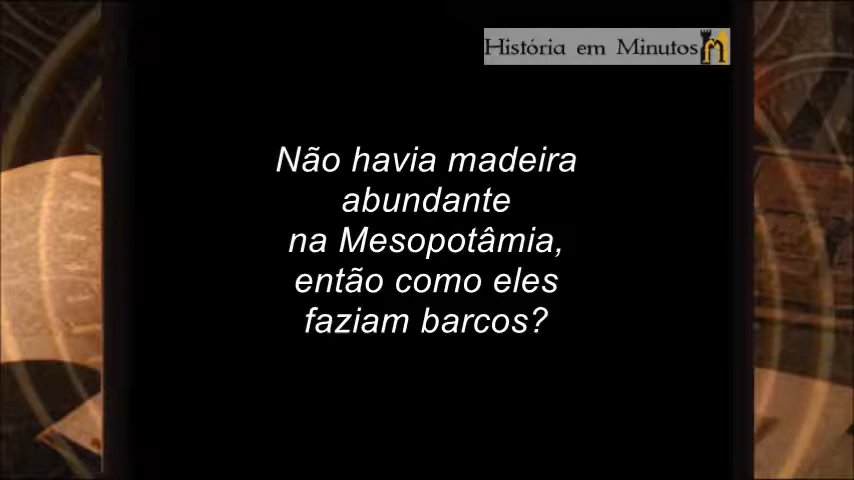 História em Minutos
Não havia madeira
abundante
na Mesopotâmia,
então como eles
faziam barcos?